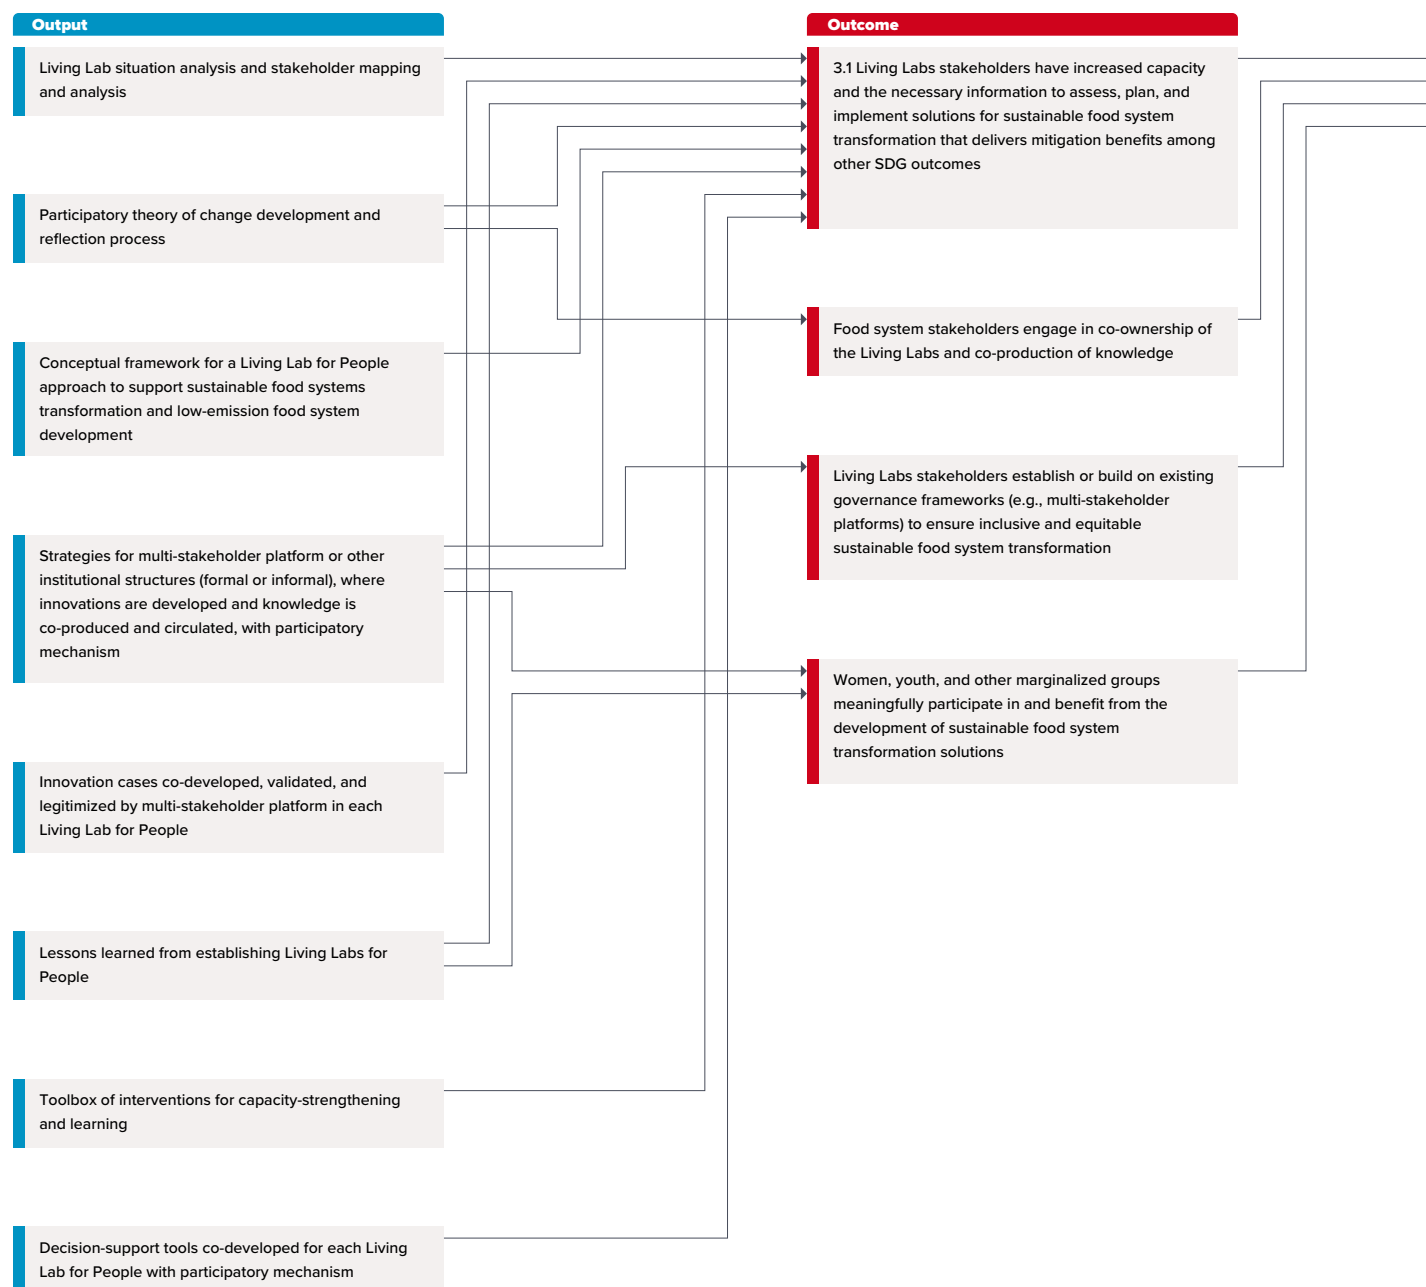 Output
Living Lab situation analysis and stakeholder mapping
and analysis
Participatory theory of change development and
reflection process
Conceptual framework for a Living Lab for People
approach to support sustainable food systems
transformation and low-emission food system
development
Strategies for multi-stakeholder platform or other
institutional structures (formal or informal), where
innovations are developed and knowledge is
co-produced and circulated, with participatory
mechanism
Innovation cases co-developed, validated, and
legitimized by multi-stakeholder platform in each
Living Lab for People
Lessons learned from establishing Living Labs for
People
Toolbox of interventions for capacity-strengthening
and learning
Decision-support tools co-developed for each Living
Lab for People with participatory mechanism
Outcome
3.1 Living Labs stakeholders have increased capacity
and the necessary information to assess, plan, and
implement solutions for sustainable food system
transformation that delivers mitigation benefits among
other SDG outcomes
Food system stakeholders engage in co-ownership of
the Living Labs and co-production of knowledge
Living Labs stakeholders establish or build on existing
governance frameworks (e.g., multi-stakeholder
platforms) to ensure inclusive and equitable
sustainable food system transformation
Women, youth, and other marginalized groups
meaningfully participate in and benefit from the
development of sustainable food system
transformation solutions